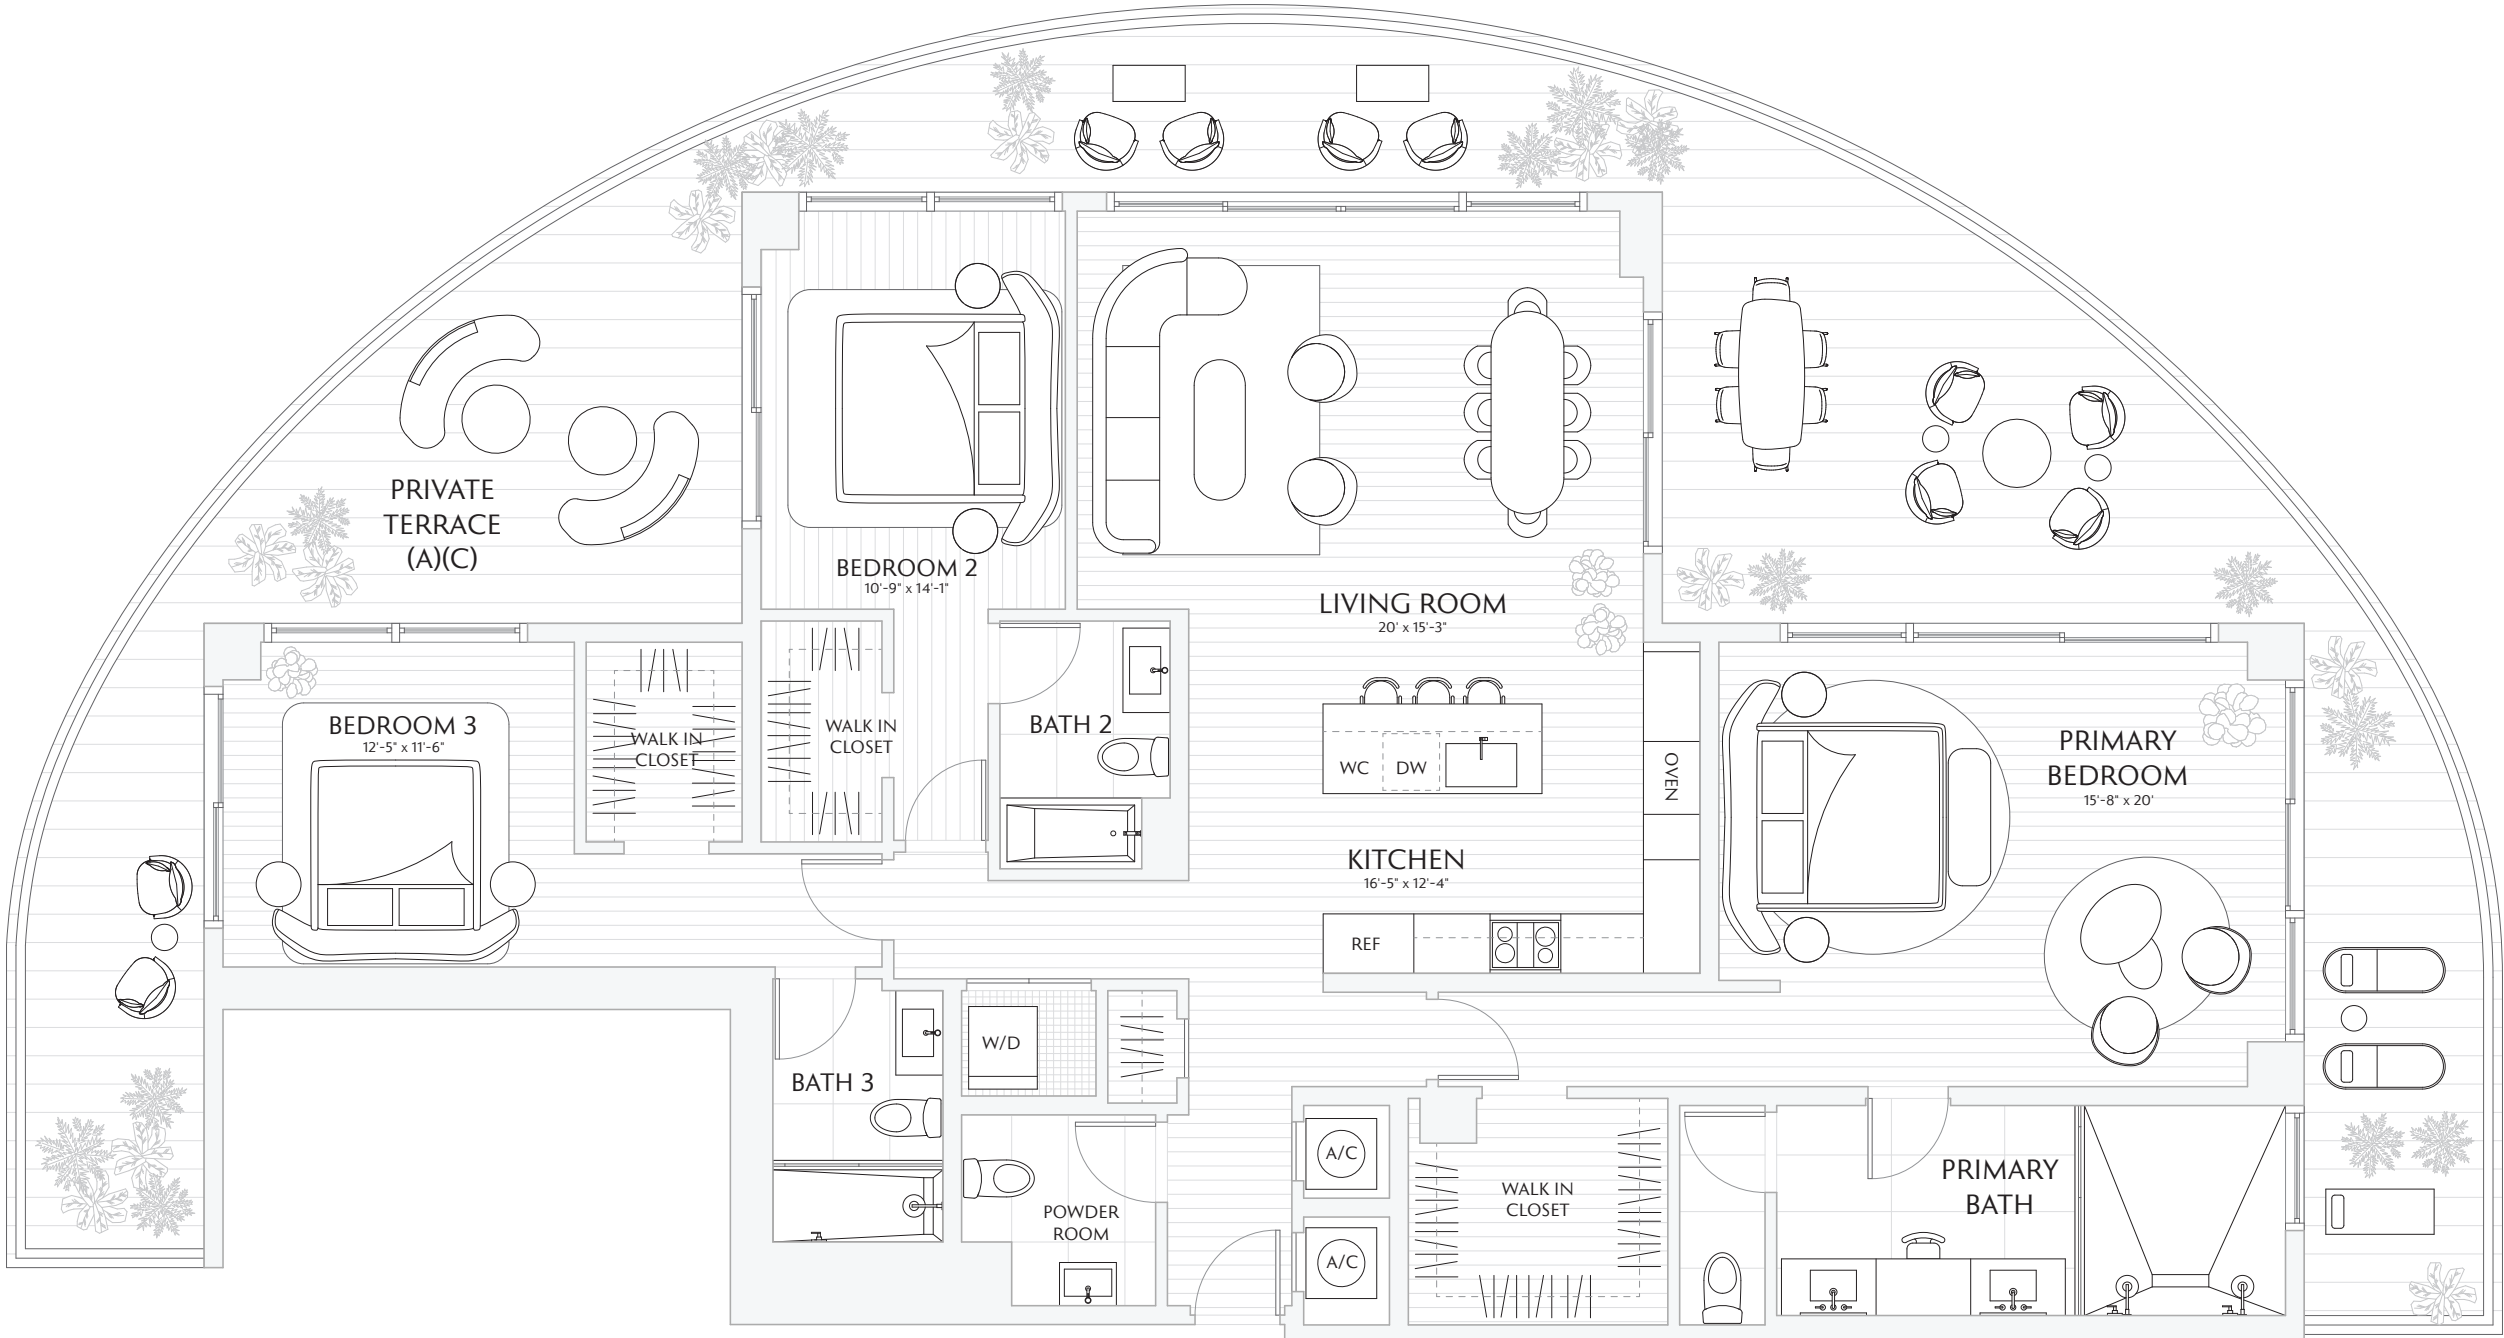 PRIVATE
TERRACE
(A)(C)
BEDROOM 2
10'-9" x 14'-1"
LIVING ROOM
20' x 15'-3"
BEDROOM 3
12'-5" x 11'-6"
WALK IN
CLOSET
WALK IN
CLOSET
BATH 2
WC
DW
OVEN
PRIMARY
BEDROOM
15'-8" x 20'
KITCHEN
16'-5" x 12'-4"
REF
W/D
BATH 3
A/C
POWDER
ROOM
A/C
WALK IN
CLOSET
PRIMARY
BATH